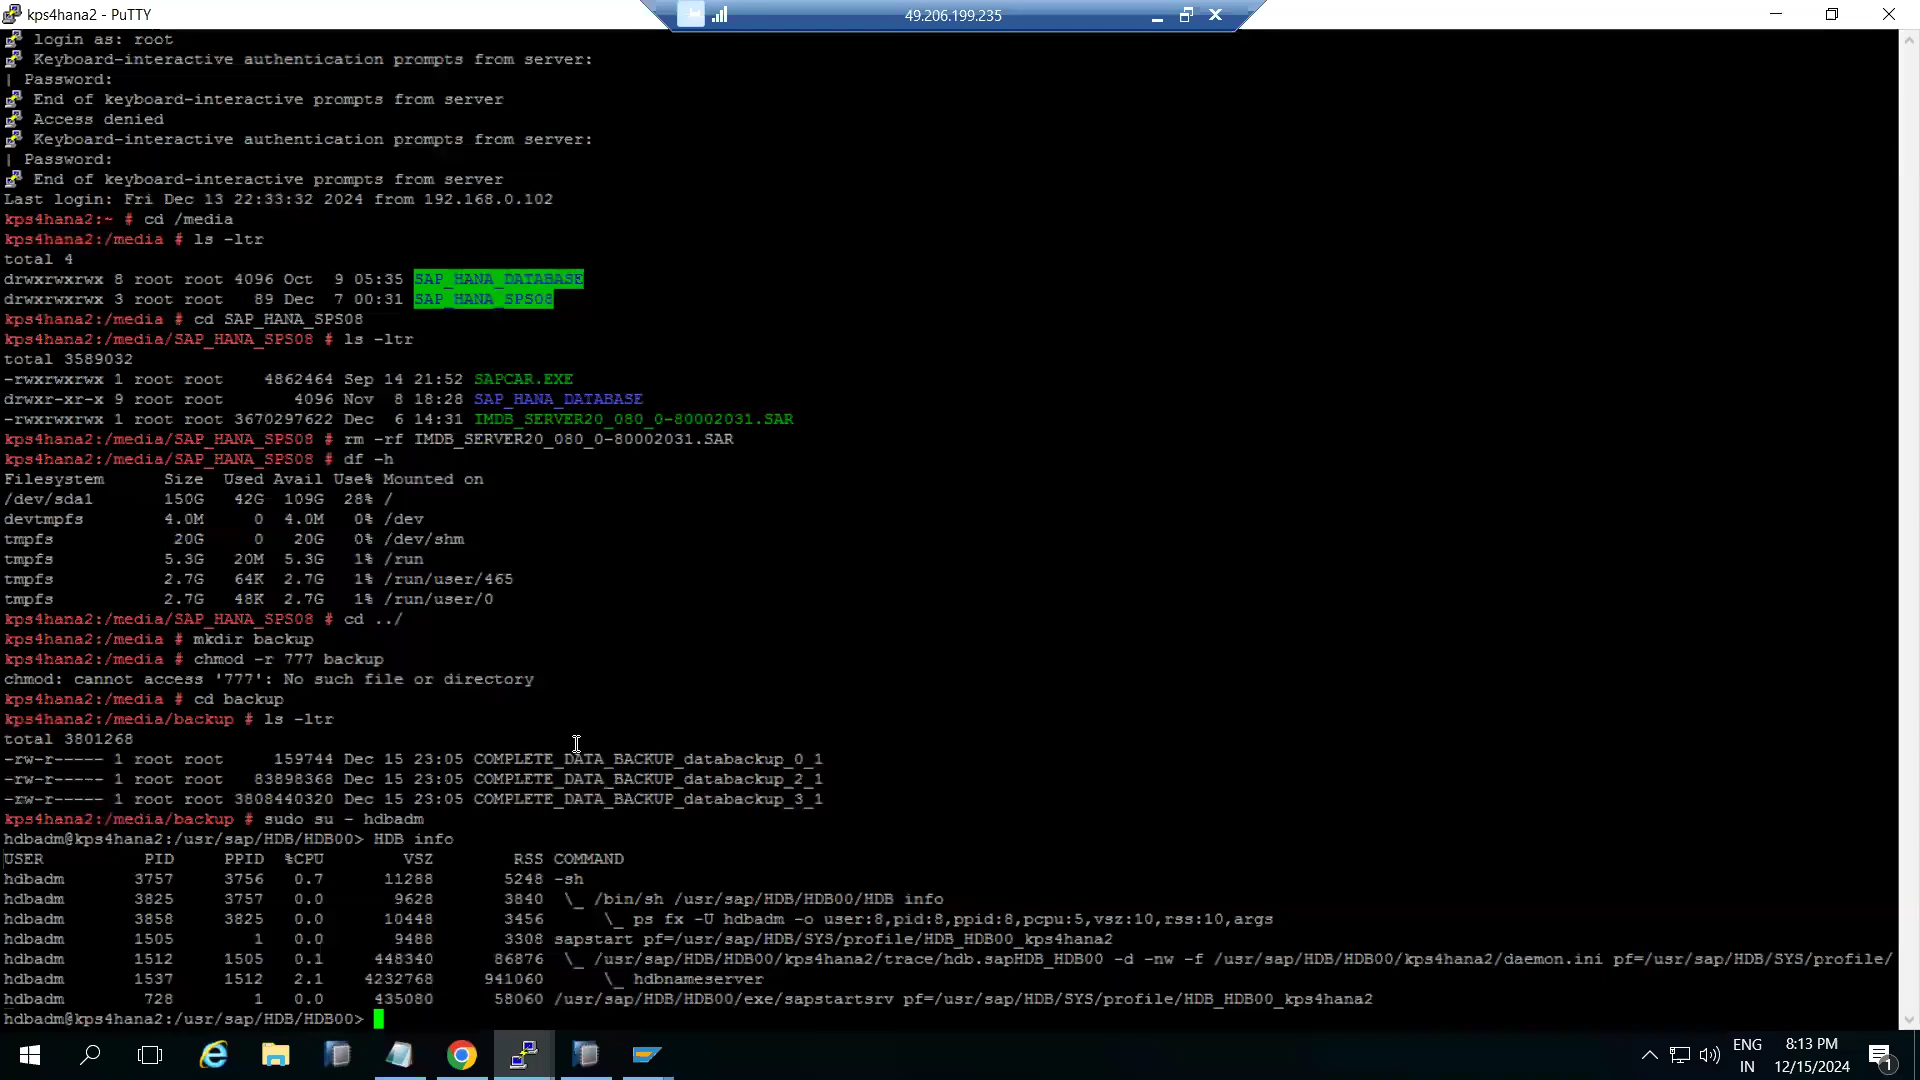 kps4hana2 - PuTTY
49.206.199.235
login as: root
Keyboard-interactive authentication prompts from server:
| Password:
End of keyboard-interactive prompts from server
Access denied
Keyboard-interactive authentication prompts from server:
| Password:
End of keyboard-interactive prompts from server
Last login: Fri Dec 13 22:33:32 2024 from 192.168.0.102
kps4hana2:~ # cd /media
kps4hana2:/media # ls -ltr
total 4
drwxrwxrwx 8 root root 4096 Oct  9 05:35 SAP_HANA_DATABASE
drwxrwxrwx 3 root root   89 Dec  7 00:31 SAP_HANA_SPS08
kps4hana2:/media # cd SAP_HANA_SPS08
kps4hana2:/media/SAP_HANA_SPS08 # ls -ltr
total 3589032
-rwxrwxrwx 1 root root    4862464 Sep 14 21:52 SAPCAR.EXE
drwxr-xr-x 9 root root       4096 Nov  8 18:28 SAP_HANA_DATABASE
-rwxrwxrwx 1 root root 3670297622 Dec  6 14:31 IMDB_SERVER20_080_0-80002031.SAR
kps4hana2:/media/SAP_HANA_SPS08 # rm -rf IMDB_SERVER20_080_0-80002031.SAR
kps4hana2:/media/SAP_HANA_SPS08 # df -h
Filesystem      Size  Used Avail Use% Mounted on
/dev/sda1       150G   42G  109G  28% /
devtmpfs        4.0M     0  4.0M   0% /dev
tmpfs            20G     0   20G   0% /dev/shm
tmpfs           5.3G   20M  5.3G   1% /run
tmpfs           2.7G   64K  2.7G   1% /run/user/465
tmpfs           2.7G   48K  2.7G   1% /run/user/0
kps4hana2:/media/SAP_HANA_SPS08 # cd ../
kps4hana2:/media # mkdir backup
kps4hana2:/media # chmod -r 777 backup
chmod: cannot access '777': No such file or directory
kps4hana2:/media # cd backup
kps4hana2:/media/backup # ls -ltr
total 3801268
-rw-r----- 1 root root     159744 Dec 15 23:05 COMPLETE_DATA_BACKUP_databackup_0_1
-rw-r----- 1 root root   83898368 Dec 15 23:05 COMPLETE_DATA_BACKUP_databackup_2_1
-rw-r----- 1 root root 3808440320 Dec 15 23:05 COMPLETE_DATA_BACKUP_databackup_3_1
kps4hana2:/media/backup # sudo su - hdbadm
hdbadm@kps4hana2:/usr/sap/HDB/HDB00> HDB info
USER          PID     PPID  %CPU        VSZ        RSS COMMAND
hdbadm       3757     3756   0.7      11288       5248 -sh
hdbadm       3825     3757   0.0       9628       3840  \_ /bin/sh /usr/sap/HDB/HDB00/HDB info
hdbadm       3858     3825   0.0      10448       3456      \_ ps fx -U hdbadm -o user:8,pid:8,ppid:8,pcpu:5,vsz:10,rss:10,args
hdbadm       1505        1   0.0       9488       3308 sapstart pf=/usr/sap/HDB/SYS/profile/HDB_HDB00_kps4hana2
hdbadm       1512     1505   0.1     448340      86876  \_ /usr/sap/HDB/HDB00/kps4hana2/trace/hdb.sapHDB_HDB00 -d -nw -f /usr/sap/HDB/HDB00/kps4hana2/daemon.ini pf=/usr/sap/HDB/SYS/profile/
hdbadm       1537     1512   2.1    4232768     941060      \_ hdbnameserver
hdbadm        728        1   0.0     435080      58060 /usr/sap/HDB/HDB00/exe/sapstartsrv pf=/usr/sap/HDB/SYS/profile/HDB_HDB00_kps4hana2
hdbadm@kps4hana2:/usr/sap/HDB/HDB00>
ENG 8:13 PM
IN 12/15/2024
1